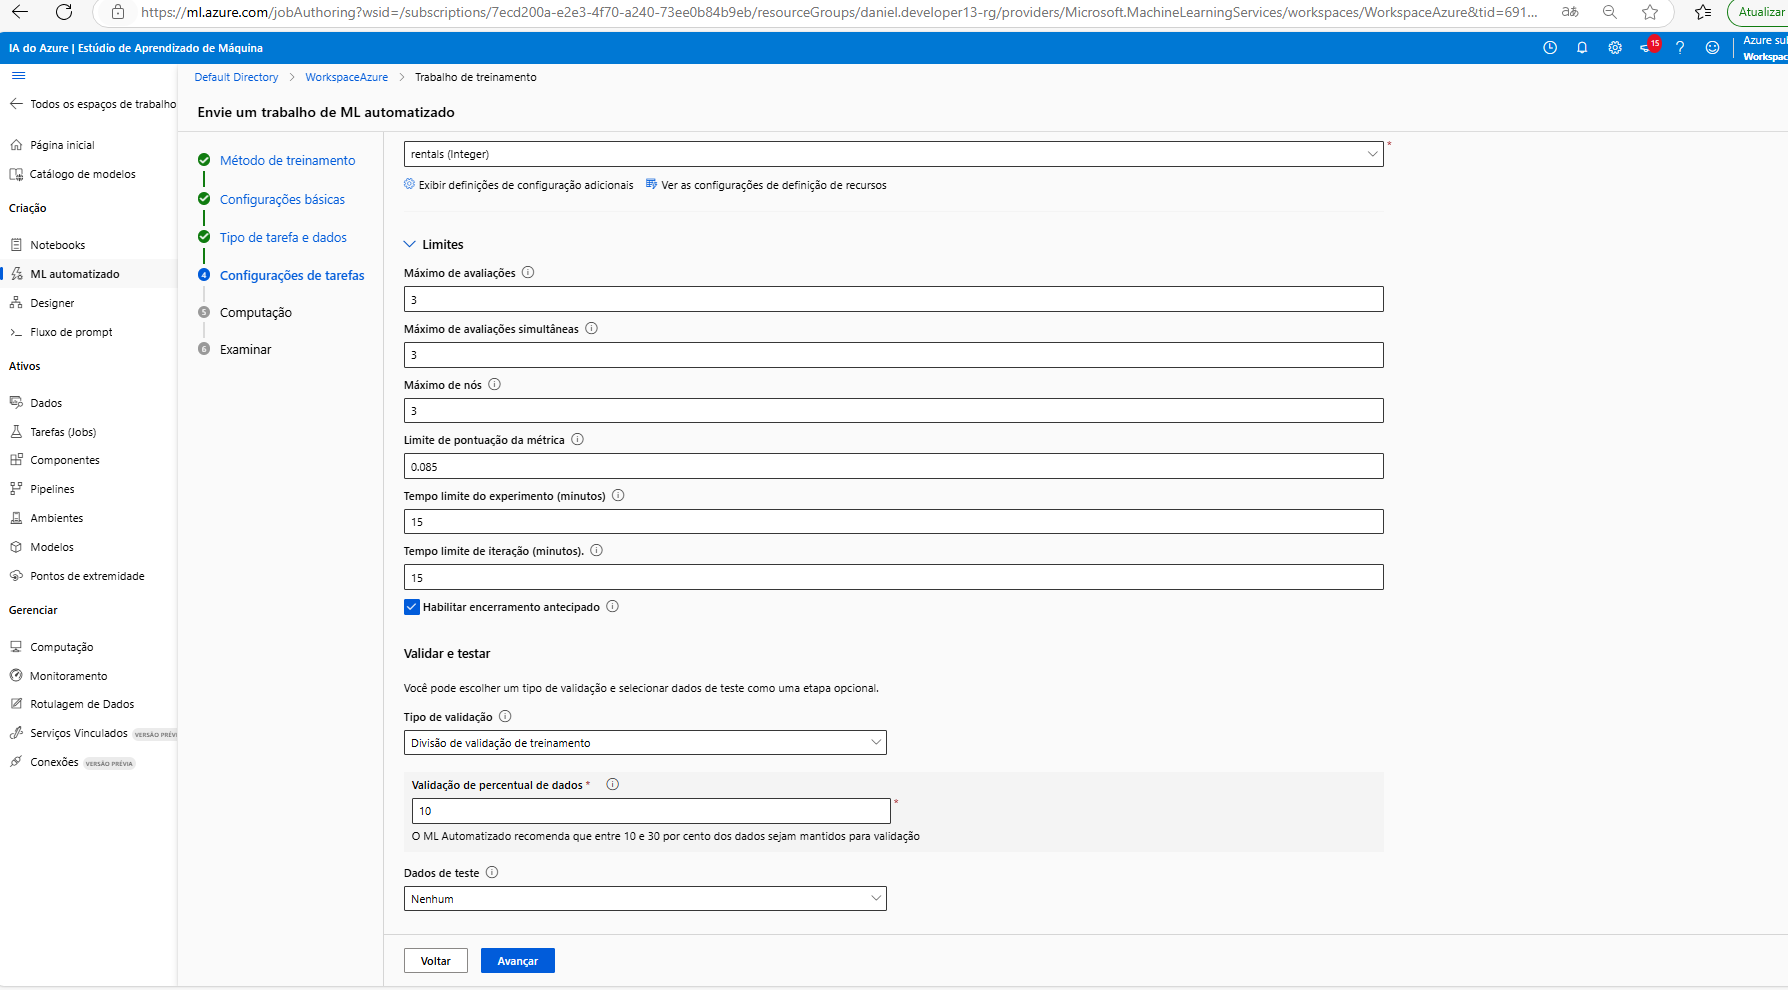 https://ml.azure.com/jobAuthoring?wsid=/subscriptions/7ecd200a-e2e3-4f70-a240-73ee0b84b9eb/resourceGroups/daniel.developer13-rg/providers/Microsoft.MachineLearningServices/workspaces/WorkspaceAzure&tid=691...
aあ
Atualizar
IA do Azure | Estúdio de Aprendizado de Máquina
15
Azure sul
Workspac
Default Directory > WorkspaceAzure > Trabalho de treinamento
Todos os espaços de trabalho
Envie um trabalho de ML automatizado
Página inicial
Catálogo de modelos
Criação
Notebooks
ML automatizado
Designer
Fluxo de prompt
Ativos
Dados
Tarefas (Jobs)
Componentes
Pipelines
Ambientes
Modelos
Pontos de extremidade
Gerenciar
Computação
Monitoramento
Rotulagem de Dados
Serviços Vinculados VERSÃO PRÉVI
Conexões VERSÃO PRÉVIA
Método de treinamento
Configurações básicas
Tipo de tarefa e dados
4 Configurações de tarefas
5 Computação
6 Examinar
rentals (Integer) *
Exibir definições de configuração adicionais Ver as configurações de definição de recursos
Limites
Máximo de avaliações
3
Máximo de avaliações simultâneas
3
Máximo de nós
3
Limite de pontuação da métrica
0.085
Tempo limite do experimento (minutos)
15
Tempo limite de iteração (minutos).
15
Habilitar encerramento antecipado
Validar e testar
Você pode escolher um tipo de validação e selecionar dados de teste como uma etapa opcional.
Tipo de validação
Divisão de validação de treinamento
Validação de percentual de dados *
10 *
O ML Automatizado recomenda que entre 10 e 30 por cento dos dados sejam mantidos para validação
Dados de teste
Nenhum
Voltar Avançar